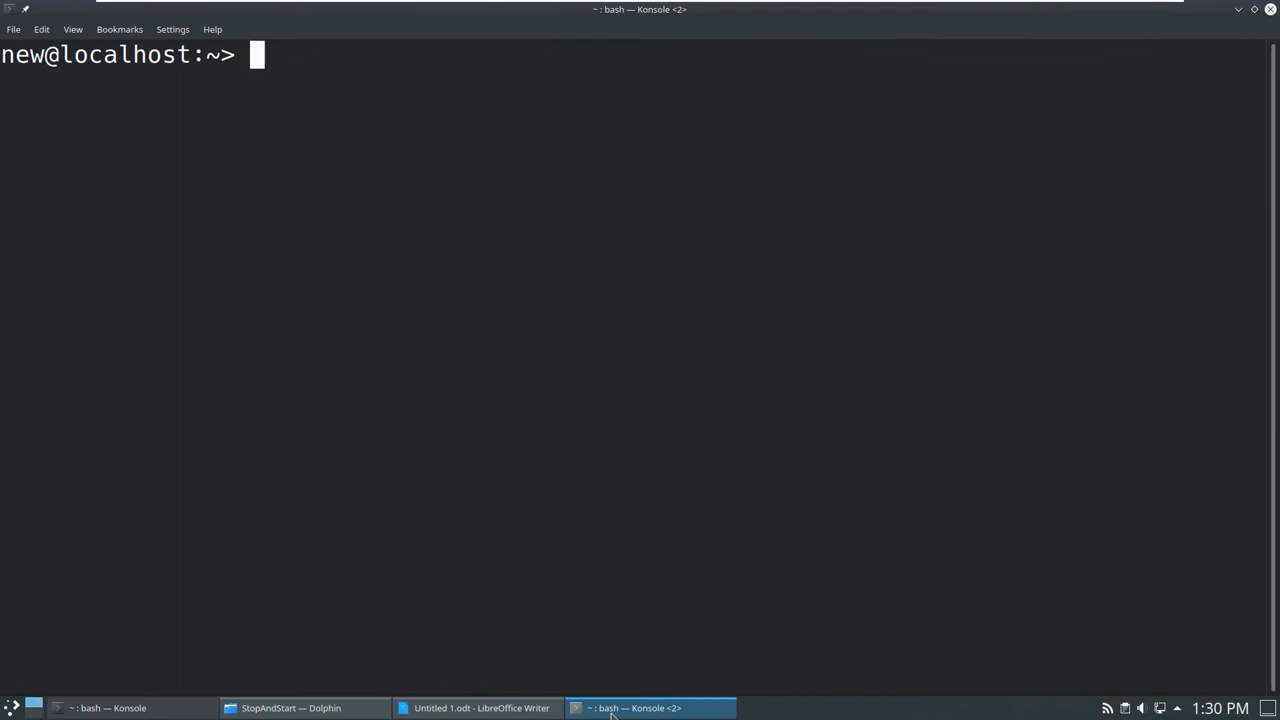 ~ : bash — Konsole <2>
File Edit View Bookmarks Settings Help
new@localhost:~>
~ : bash — Konsole StopAndStart — Dolphin Untitled 1.odt - LibreOffice Writer ~ : bash — Konsole <2> 1:30 PM